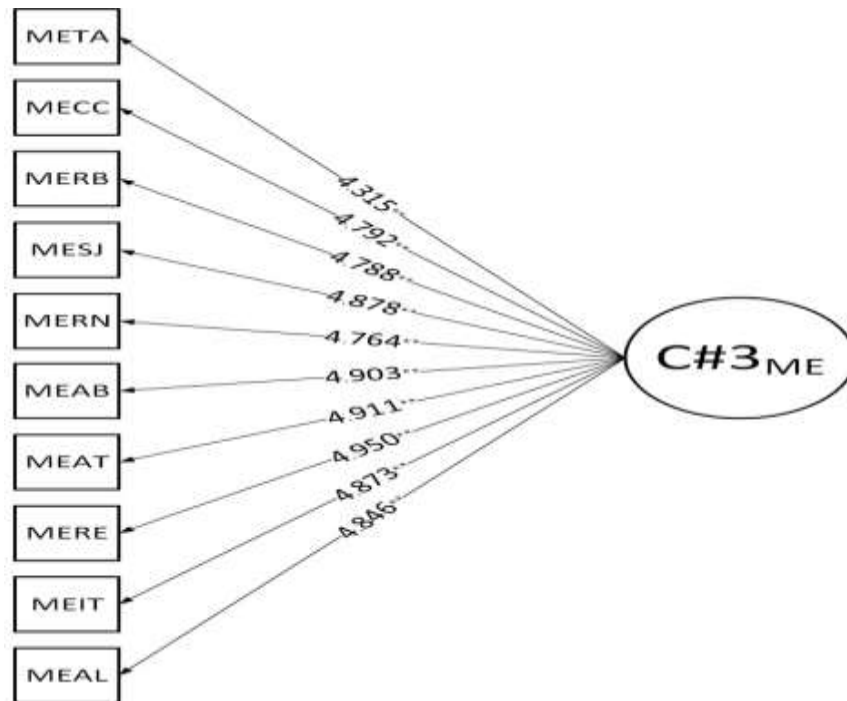 META
MECC
MERB
MESJ
MERN
MEAB
MEAT
MERE
MEIT
MEAL
4.315**
4.792**
4.788**
4.878**
4.764**
4.903**
4.911**
4.950**
4.873**
4.846**
C#3ME